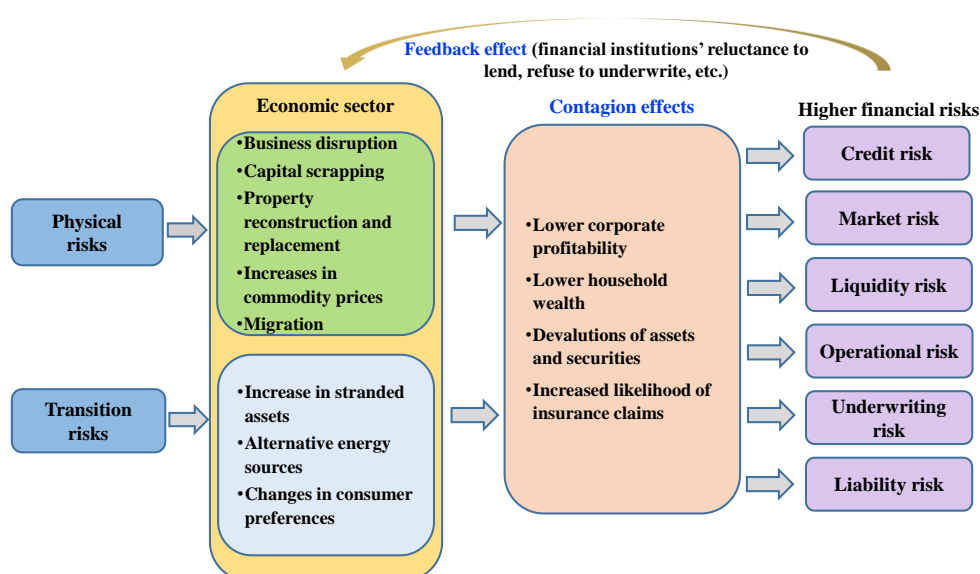 Feedback effect (financial institutions' reluctance to
lend, refuse to underwrite, etc.)
Economic sector
Contagion effects
Higher financial risks
Physical
risks
Transition
risks
•Business disruption
•Capital scrapping
•Property
reconstruction and
replacement
•Increases in
commodity prices
•Migration
•Increase in stranded
assets
•Alternative energy
sources
•Changes in consumer
preferences
•Lower corporate
profitability
•Lower household
wealth
•Devalutions of assets
and securities
•Increased likelihood of
insurance claims
Credit risk
Market risk
Liquidity risk
Operational risk
Underwriting
risk
Liability risk